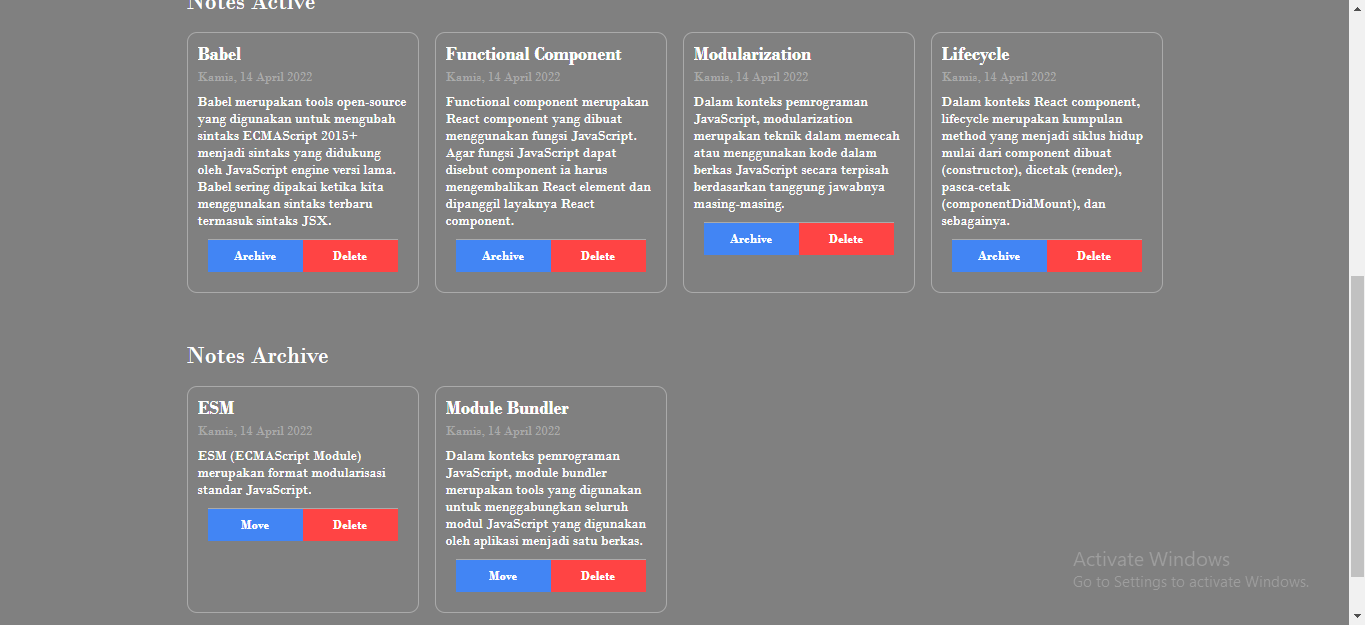 Notes Active
Babel
Kamis, 14 April 2022
Babel merupakan tools open-source
yang digunakan untuk mengubah
sintaks ECMAScript 2015+
menjadi sintaks yang didukung
oleh JavaScript engine versi lama.
Babel sering dipakai ketika kita
menggunakan sintaks terbaru
termasuk sintaks JSX.
Archive
Delete
Functional Component
Kamis, 14 April 2022
Functional component merupakan
React component yang dibuat
menggunakan fungsi JavaScript.
Agar fungsi JavaScript dapat
disebut component ia harus
mengembalikan React element dan
dipanggil layaknya React
component.
Archive
Delete
Modularization
Kamis, 14 April 2022
Dalam konteks pemrograman
JavaScript, modularization
merupakan teknik dalam memecah
atau menggunakan kode dalam
berkas JavaScript secara terpisah
berdasarkan tanggung jawabnya
masing-masing.
Archive
Delete
Lifecycle
Kamis, 14 April 2022
Dalam konteks React component,
lifecycle merupakan kumpulan
method yang menjadi siklus hidup
mulai dari component dibuat
(constructor), dicetak (render),
pasca-cetak
(componentDidMount), dan
sebagainya.
Archive
Delete
Notes Archive
ESM
Kamis, 14 April 2022
ESM (ECMAScript Module)
merupakan format modularisasi
standar JavaScript.
Move
Delete
Module Bundler
Kamis, 14 April 2022
Dalam konteks pemrograman
JavaScript, module bundler
merupakan tools yang digunakan
untuk menggabungkan seluruh
modul JavaScript yang digunakan
oleh aplikasi menjadi satu berkas.
Move
Delete
Activate Windows
Go to Settings to activate Windows.